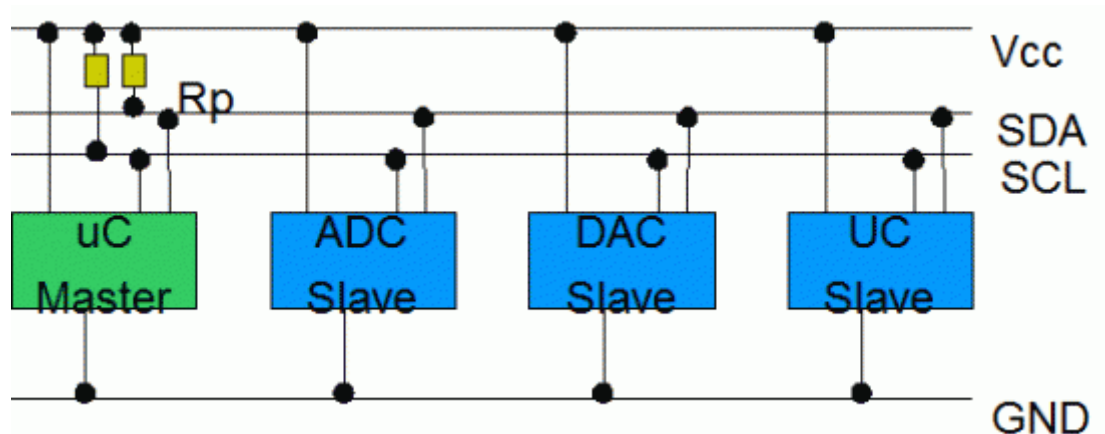 Vcc
Rp
SDA
SCL
uC
Master
ADC
Slave
DAC
Slave
UC
Slave
GND